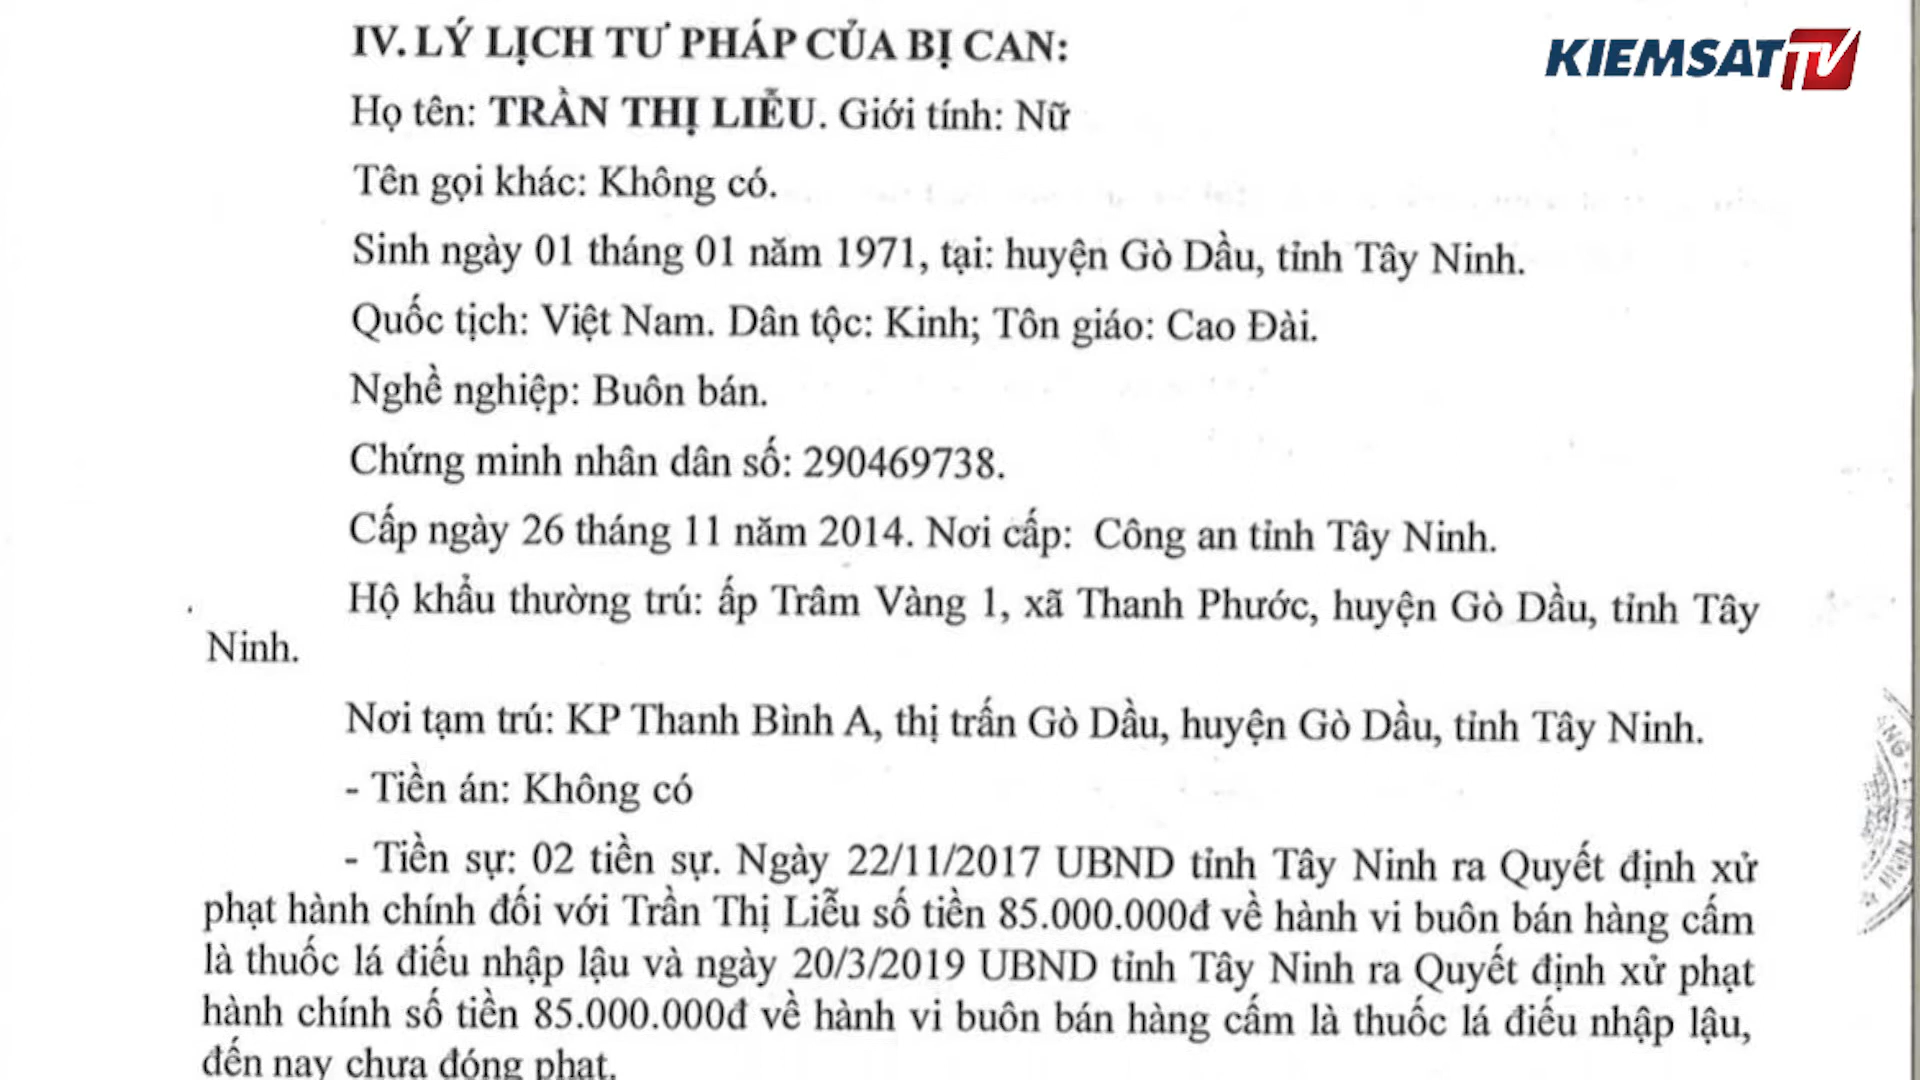 IV. LÝ LỊCH TƯ PHÁP CỦA BỊ CAN:
KIEMSAT TV
Họ tên: TRẦN THỊ LIỄU. Giới tính: Nữ
Tên gọi khác: Không có.
Sinh ngày 01 tháng 01 năm 1971, tại: huyện Gò Dầu, tỉnh Tây Ninh.
Quốc tịch: Việt Nam. Dân tộc: Kinh; Tôn giáo: Cao Đài.
Nghề nghiệp: Buôn bán.
Chứng minh nhân dân số: 290469738.
Cấp ngày 26 tháng 11 năm 2014. Nơi cấp: Công an tỉnh Tây Ninh.
Hộ khẩu thường trú: ấp Trâm Vàng 1, xã Thanh Phước, huyện Gò Dầu, tỉnh Tây
Ninh.
Nơi tạm trú: KP Thanh Bình A, thị trấn Gò Dầu, huyện Gò Dầu, tỉnh Tây Ninh.
- Tiền án: Không có
- Tiền sự: 02 tiền sự. Ngày 22/11/2017 UBND tỉnh Tây Ninh ra Quyết định xử
phạt hành chính đối với Trần Thị Liễu số tiền 85.000.000đ về hành vi buôn bán hàng cấm
là thuốc lá điếu nhập lậu và ngày 20/3/2019 UBND tỉnh Tây Ninh ra Quyết định xử phạt
hành chính số tiền 85.000.000đ về hành vi buôn bán hàng cấm là thuốc lá điếu nhập lậu,
đến nay chưa đóng phạt.